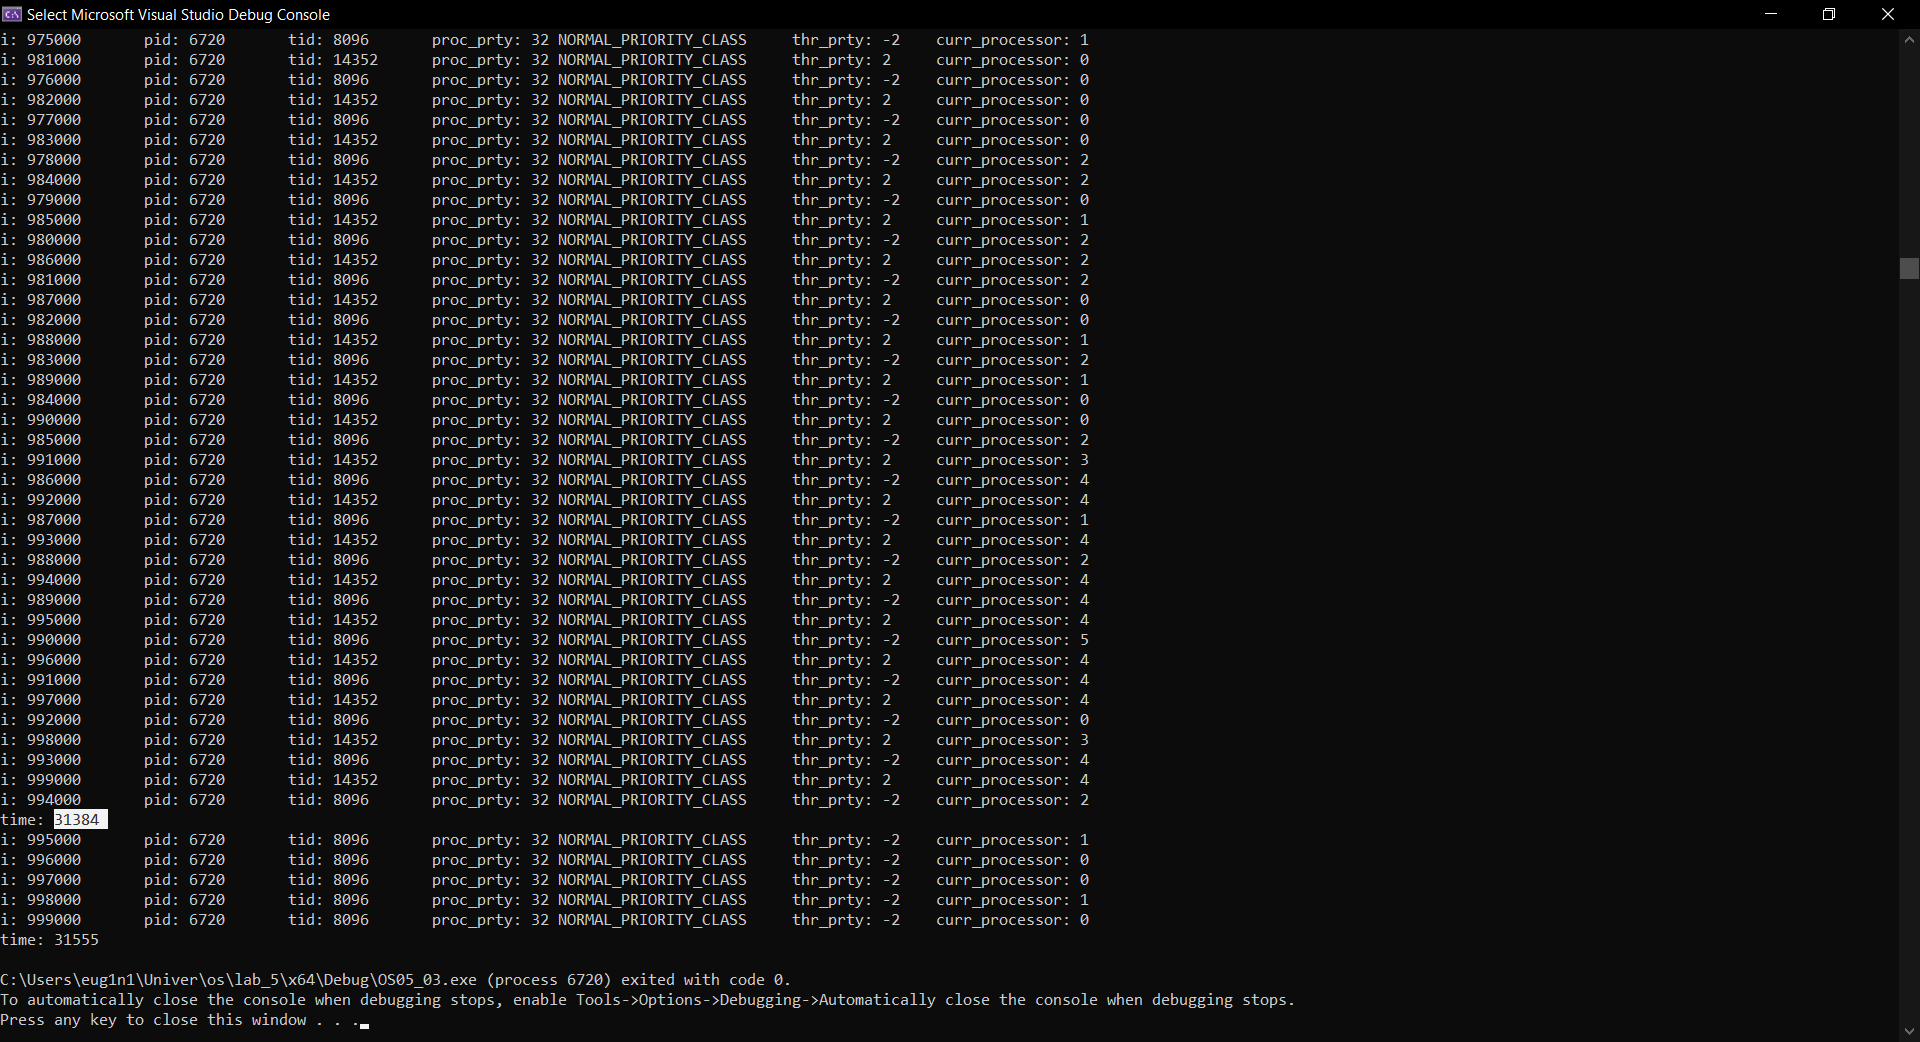 Select Microsoft Visual Studio Debug Console
i: 975000 pid: 6720 tid: 8096 proc_prty: 32 NORMAL_PRIORITY_CLASS thr_prty: -2 curr_processor: 1
i: 981000 pid: 6720 tid: 14352 proc_prty: 32 NORMAL_PRIORITY_CLASS thr_prty: 2 curr_processor: 0
i: 976000 pid: 6720 tid: 8096 proc_prty: 32 NORMAL_PRIORITY_CLASS thr_prty: -2 curr_processor: 0
i: 982000 pid: 6720 tid: 14352 proc_prty: 32 NORMAL_PRIORITY_CLASS thr_prty: 2 curr_processor: 0
i: 977000 pid: 6720 tid: 8096 proc_prty: 32 NORMAL_PRIORITY_CLASS thr_prty: -2 curr_processor: 0
i: 983000 pid: 6720 tid: 14352 proc_prty: 32 NORMAL_PRIORITY_CLASS thr_prty: 2 curr_processor: 0
i: 978000 pid: 6720 tid: 8096 proc_prty: 32 NORMAL_PRIORITY_CLASS thr_prty: -2 curr_processor: 2
i: 984000 pid: 6720 tid: 14352 proc_prty: 32 NORMAL_PRIORITY_CLASS thr_prty: 2 curr_processor: 2
i: 979000 pid: 6720 tid: 8096 proc_prty: 32 NORMAL_PRIORITY_CLASS thr_prty: -2 curr_processor: 0
i: 985000 pid: 6720 tid: 14352 proc_prty: 32 NORMAL_PRIORITY_CLASS thr_prty: 2 curr_processor: 1
i: 980000 pid: 6720 tid: 8096 proc_prty: 32 NORMAL_PRIORITY_CLASS thr_prty: -2 curr_processor: 2
i: 986000 pid: 6720 tid: 14352 proc_prty: 32 NORMAL_PRIORITY_CLASS thr_prty: 2 curr_processor: 2
i: 981000 pid: 6720 tid: 8096 proc_prty: 32 NORMAL_PRIORITY_CLASS thr_prty: -2 curr_processor: 2
i: 987000 pid: 6720 tid: 14352 proc_prty: 32 NORMAL_PRIORITY_CLASS thr_prty: 2 curr_processor: 0
i: 982000 pid: 6720 tid: 8096 proc_prty: 32 NORMAL_PRIORITY_CLASS thr_prty: -2 curr_processor: 0
i: 988000 pid: 6720 tid: 14352 proc_prty: 32 NORMAL_PRIORITY_CLASS thr_prty: 2 curr_processor: 1
i: 983000 pid: 6720 tid: 8096 proc_prty: 32 NORMAL_PRIORITY_CLASS thr_prty: -2 curr_processor: 2
i: 989000 pid: 6720 tid: 14352 proc_prty: 32 NORMAL_PRIORITY_CLASS thr_prty: 2 curr_processor: 1
i: 984000 pid: 6720 tid: 8096 proc_prty: 32 NORMAL_PRIORITY_CLASS thr_prty: -2 curr_processor: 0
i: 990000 pid: 6720 tid: 14352 proc_prty: 32 NORMAL_PRIORITY_CLASS thr_prty: 2 curr_processor: 0
i: 985000 pid: 6720 tid: 8096 proc_prty: 32 NORMAL_PRIORITY_CLASS thr_prty: -2 curr_processor: 2
i: 991000 pid: 6720 tid: 14352 proc_prty: 32 NORMAL_PRIORITY_CLASS thr_prty: 2 curr_processor: 3
i: 986000 pid: 6720 tid: 8096 proc_prty: 32 NORMAL_PRIORITY_CLASS thr_prty: -2 curr_processor: 4
i: 992000 pid: 6720 tid: 14352 proc_prty: 32 NORMAL_PRIORITY_CLASS thr_prty: 2 curr_processor: 4
i: 987000 pid: 6720 tid: 8096 proc_prty: 32 NORMAL_PRIORITY_CLASS thr_prty: -2 curr_processor: 1
i: 993000 pid: 6720 tid: 14352 proc_prty: 32 NORMAL_PRIORITY_CLASS thr_prty: 2 curr_processor: 4
i: 988000 pid: 6720 tid: 8096 proc_prty: 32 NORMAL_PRIORITY_CLASS thr_prty: -2 curr_processor: 2
i: 994000 pid: 6720 tid: 14352 proc_prty: 32 NORMAL_PRIORITY_CLASS thr_prty: 2 curr_processor: 4
i: 989000 pid: 6720 tid: 8096 proc_prty: 32 NORMAL_PRIORITY_CLASS thr_prty: -2 curr_processor: 4
i: 995000 pid: 6720 tid: 14352 proc_prty: 32 NORMAL_PRIORITY_CLASS thr_prty: 2 curr_processor: 4
i: 990000 pid: 6720 tid: 8096 proc_prty: 32 NORMAL_PRIORITY_CLASS thr_prty: -2 curr_processor: 5
i: 996000 pid: 6720 tid: 14352 proc_prty: 32 NORMAL_PRIORITY_CLASS thr_prty: 2 curr_processor: 4
i: 991000 pid: 6720 tid: 8096 proc_prty: 32 NORMAL_PRIORITY_CLASS thr_prty: -2 curr_processor: 4
i: 997000 pid: 6720 tid: 14352 proc_prty: 32 NORMAL_PRIORITY_CLASS thr_prty: 2 curr_processor: 4
i: 992000 pid: 6720 tid: 8096 proc_prty: 32 NORMAL_PRIORITY_CLASS thr_prty: -2 curr_processor: 0
i: 998000 pid: 6720 tid: 14352 proc_prty: 32 NORMAL_PRIORITY_CLASS thr_prty: 2 curr_processor: 3
i: 993000 pid: 6720 tid: 8096 proc_prty: 32 NORMAL_PRIORITY_CLASS thr_prty: -2 curr_processor: 4
i: 999000 pid: 6720 tid: 14352 proc_prty: 32 NORMAL_PRIORITY_CLASS thr_prty: 2 curr_processor: 4
i: 994000 pid: 6720 tid: 8096 proc_prty: 32 NORMAL_PRIORITY_CLASS thr_prty: -2 curr_processor: 2
time: 31384
i: 995000 pid: 6720 tid: 8096 proc_prty: 32 NORMAL_PRIORITY_CLASS thr_prty: -2 curr_processor: 1
i: 996000 pid: 6720 tid: 8096 proc_prty: 32 NORMAL_PRIORITY_CLASS thr_prty: -2 curr_processor: 0
i: 997000 pid: 6720 tid: 8096 proc_prty: 32 NORMAL_PRIORITY_CLASS thr_prty: -2 curr_processor: 0
i: 998000 pid: 6720 tid: 8096 proc_prty: 32 NORMAL_PRIORITY_CLASS thr_prty: -2 curr_processor: 1
i: 999000 pid: 6720 tid: 8096 proc_prty: 32 NORMAL_PRIORITY_CLASS thr_prty: -2 curr_processor: 0
time: 31555
C:\Users\eug1n1\Univer\os\lab_5\x64\Debug\OS05_03.exe (process 6720) exited with code 0.
To automatically close the console when debugging stops, enable Tools->Options->Debugging->Automatically close the console when debugging stops.
Press any key to close this window . . .